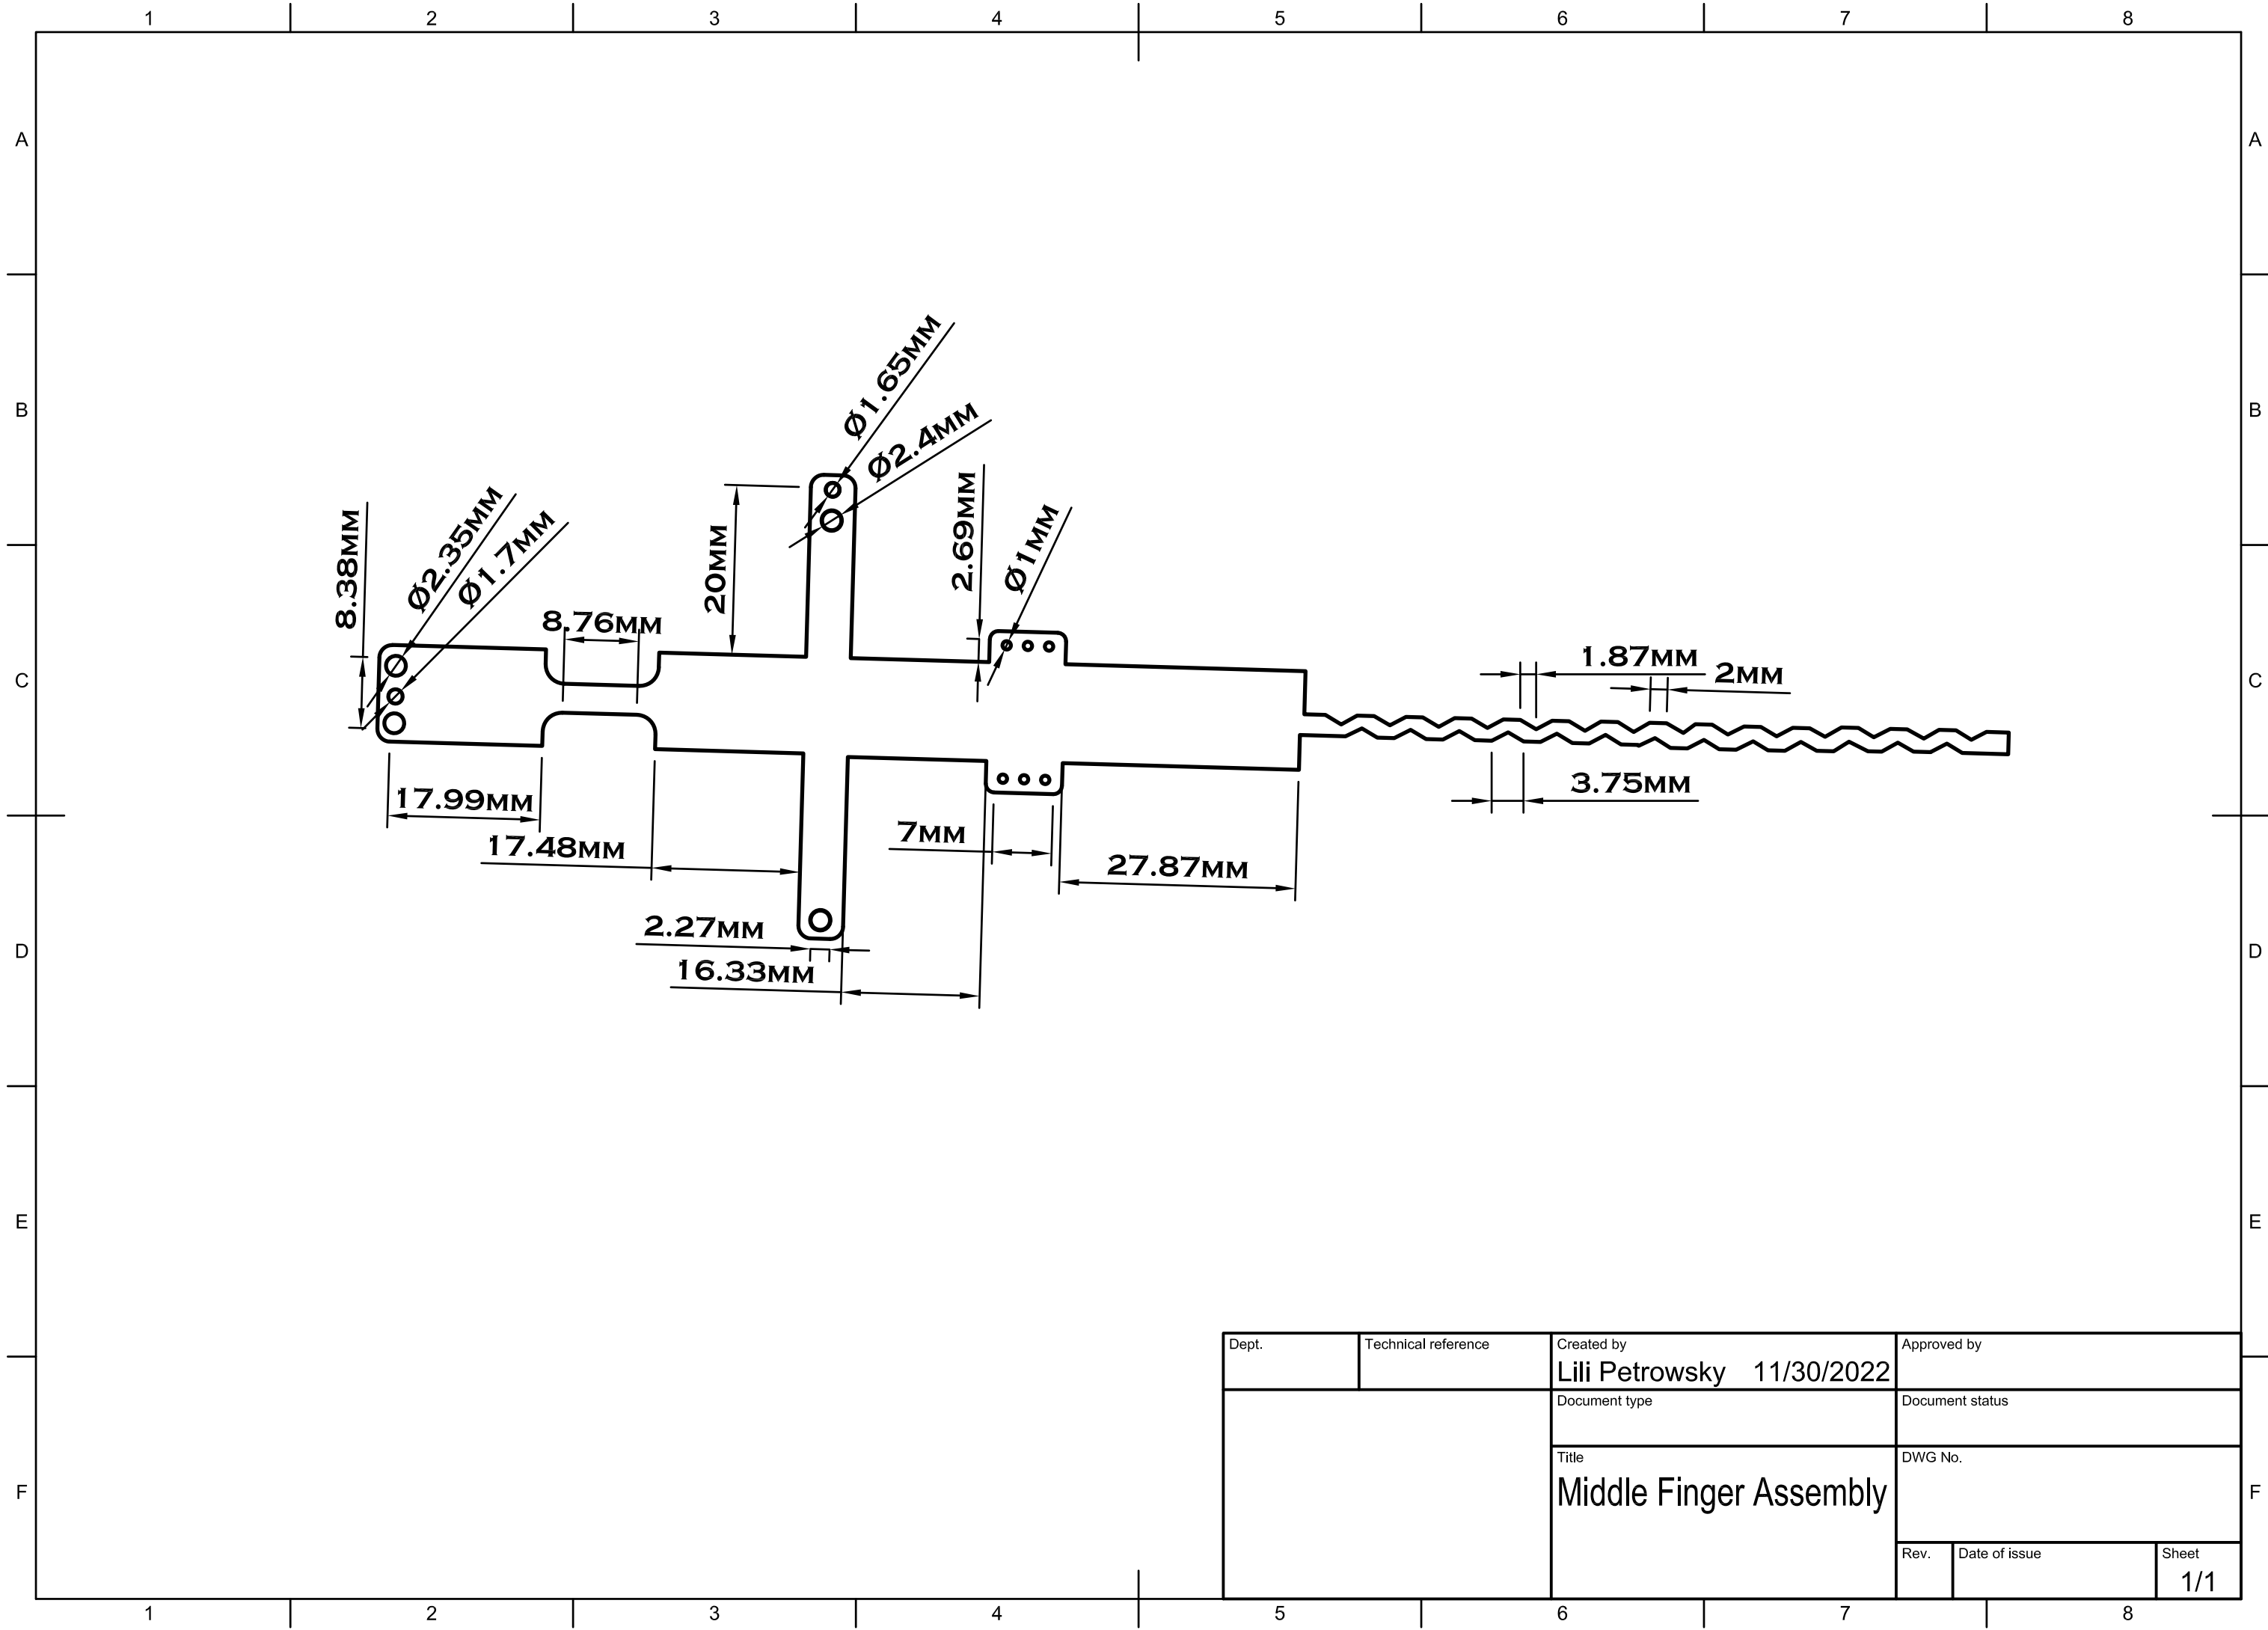 1 2 3 4 5 6 7 8
A A
B B
C C
D D
E E
F F
Ø1.65MM
Ø2.4MM
2.69MM
Ø1MM
8.38MM
Ø2.35MM
Ø1.7MM
20MM
8.76MM
1.87MM
2MM
3.75MM
17.99MM
17.48MM
7MM
27.87MM
2.27MM
16.33MM
Dept.
Technical reference
Created by
Lili Petrowsky 11/30/2022
Approved by
Document type
Document status
Title
Middle Finger Assembly
DWG No.
Rev.
Date of issue
Sheet
1/1
1 2 3 4 5 6 7 8